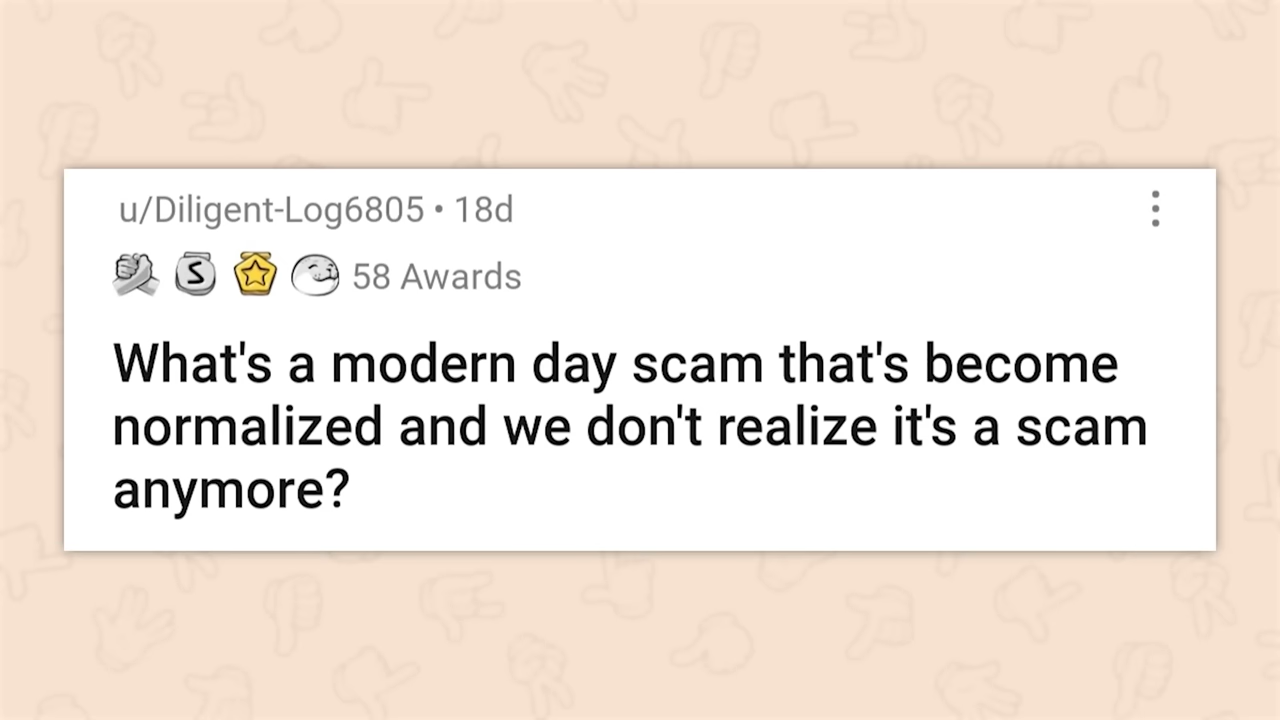 u/Diligent-Log6805 • 18d
S 58 Awards
What's a modern day scam that's become
normalized and we don't realize it's a scam
anymore?